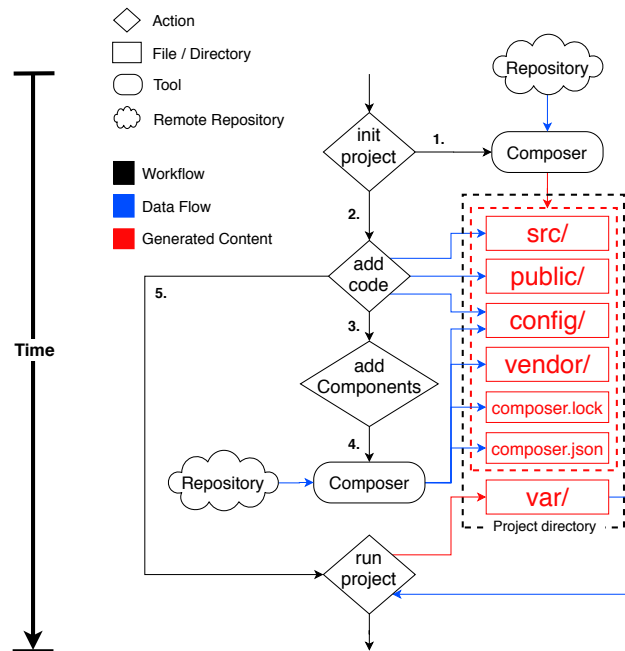 Action
File / Directory
Tool
Remote Repository
Workflow
Data Flow
Generated Content
Time
Repository
init
project
1.
Composer
2.
src/
add
code
public/
5.
3.
config/
add
Components
vendor/
composer.lock
4.
composer.json
Repository
Composer
var/
Project directory
run
project